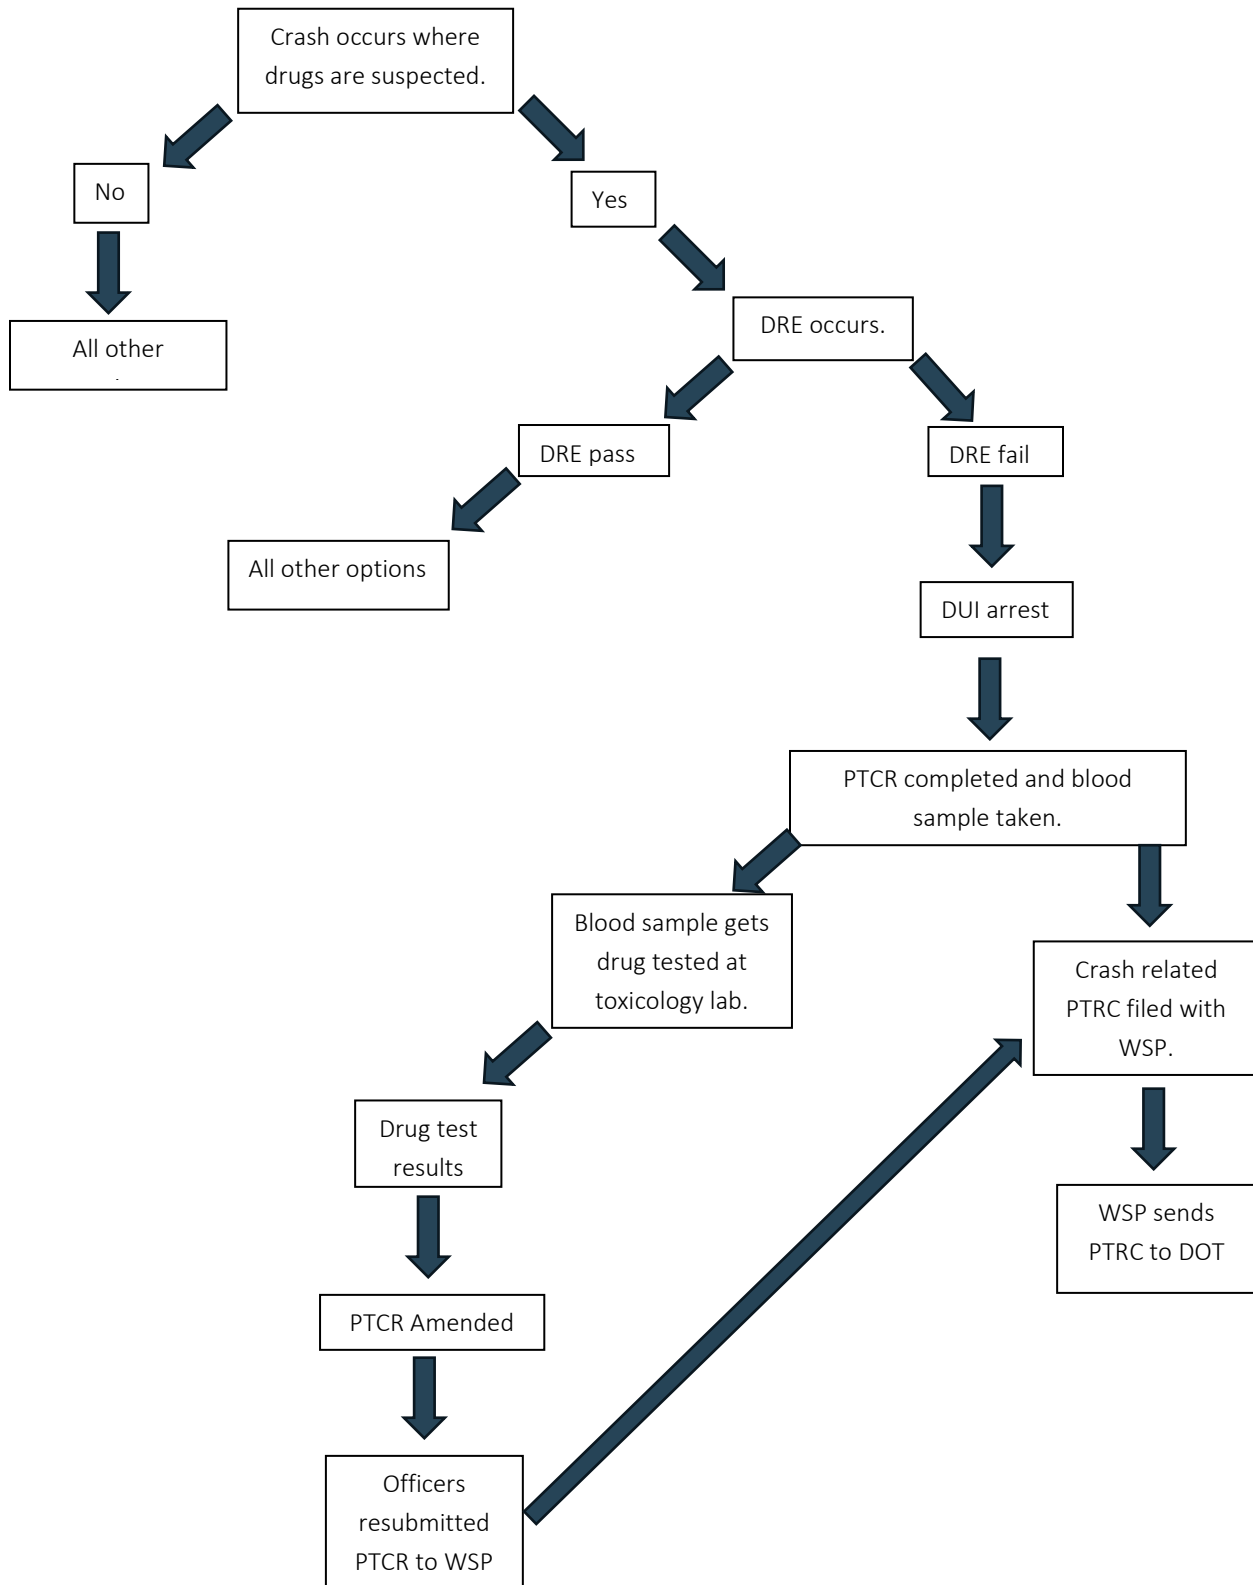 Crash occurs where
drugs are suspected.
No
Yes
All other
DRE occurs.
DRE pass
DRE fail
All other options
DUI arrest
PTCR completed and blood
sample taken.
Blood sample gets
drug tested at
toxicology lab.
Crash related
PTRC filed with
WSP.
Drug test
results
WSP sends
PTRC to DOT
PTCR Amended
Officers
resubmitted
PTCR to WSP